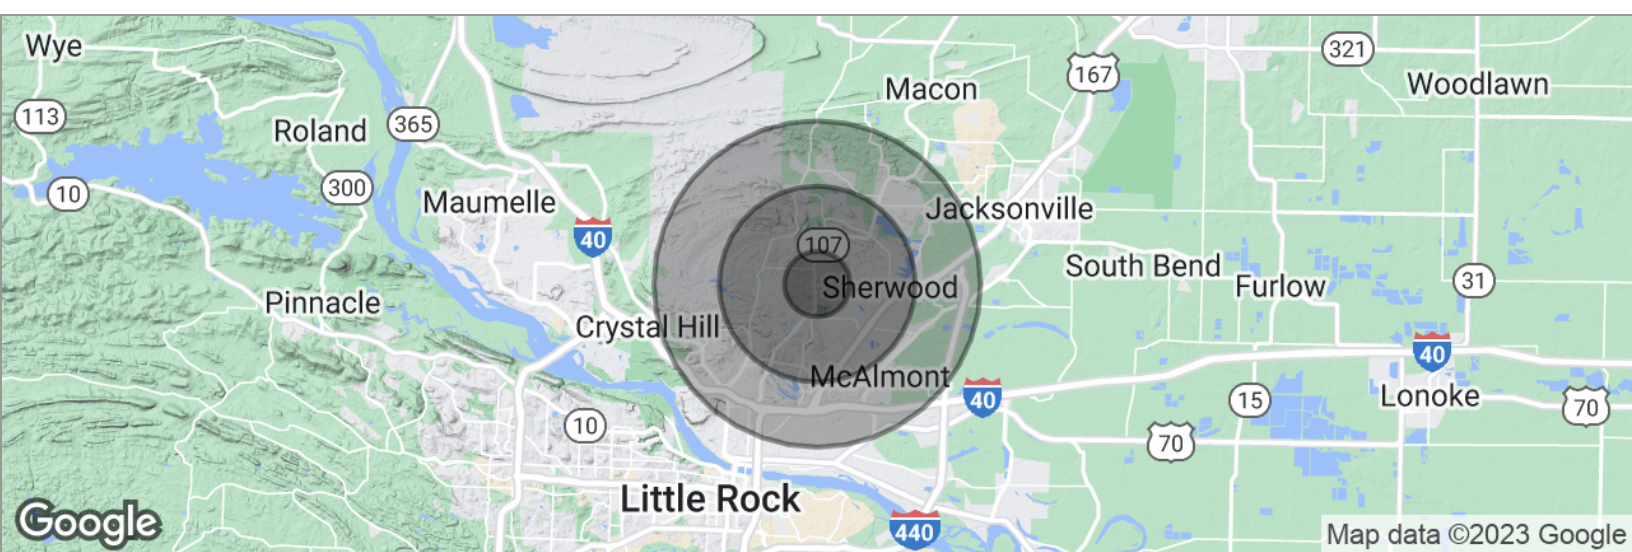 Wye
321
167
Woodlawn
Macon
113
365
Roland
10
300
Maumelle
Jacksonville
40
107
South Bend
Sherwood
Furlow
31
Pinnacle
Crystal Hill
40
McAlmont
40
Lonoke
15
70
10
70
Little Rock
Google
440
Map data ©2023 Google